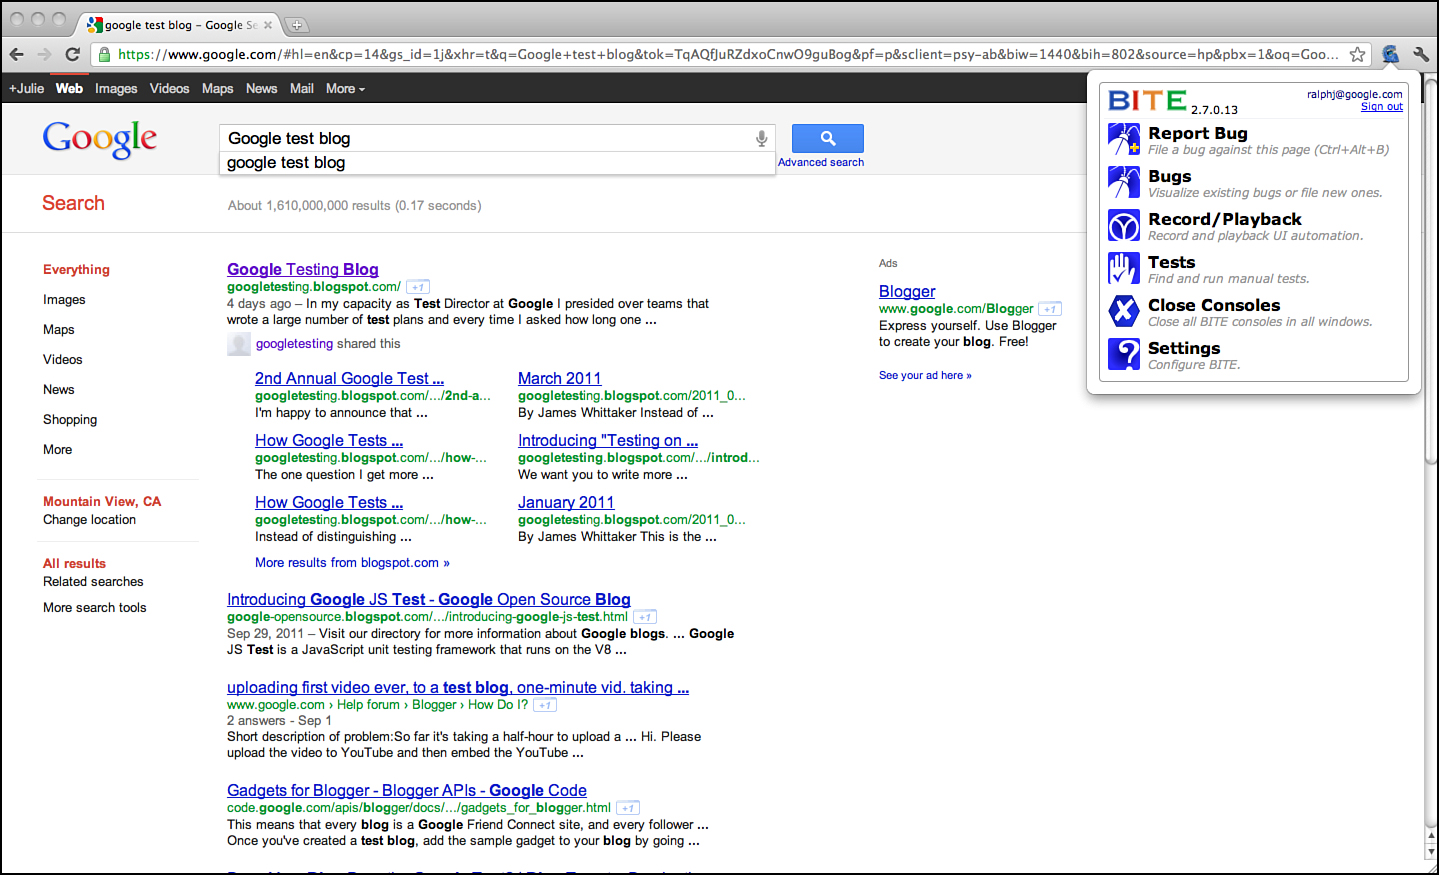 google test blog – Google Se
https://www.google.com/#hl=en&cp=14&gs_id=1j&xhr=t&q=Google+test+blog&tok=TqAQfJuRZdxoCnwO9guBog&pf=p&sclient=psy-ab&biw=1440&bih=802&source=hp&pbx=1&oq=Goo...
+Julie Web Images Videos Maps News Mail More
Google
Google test blog
google test blog
Advanced search
BITE 2.7.0.13
ralphj@google.com
Sign out
Report Bug
File a bug against this page (Ctrl+Alt+B)
Bugs
Visualize existing bugs or file new ones.
Record/Playback
Record and playback UI automation.
Tests
Find and run manual tests.
Close Consoles
Close all BITE consoles in all windows.
Settings
Configure BITE.
Search
About 1,610,000,000 results (0.17 seconds)
Everything
Images
Maps
Videos
News
Shopping
More
Mountain View, CA
Change location
All results
Related searches
More search tools
Google Testing Blog
googletesting.blogspot.com/ +1
4 days ago – In my capacity as Test Director at Google I presided over teams that
wrote a large number of test plans and every time I asked how long one ...
googletesting shared this
2nd Annual Google Test ...
googletesting.blogspot.com/.../2nd-a...
I'm happy to announce that ...
March 2011
googletesting.blogspot.com/2011_0...
By James Whittaker Instead of ...
How Google Tests ...
googletesting.blogspot.com/.../how-...
The one question I get more ...
Introducing "Testing on ...
googletesting.blogspot.com/.../introd...
We want you to write more ...
How Google Tests ...
googletesting.blogspot.com/.../how-...
Instead of distinguishing ...
January 2011
googletesting.blogspot.com/2011_0...
By James Whittaker This is the ...
More results from blogspot.com »
Introducing Google JS Test - Google Open Source Blog
google-opensource.blogspot.com/.../introducing-google-js-test.html +1
Sep 29, 2011 – Visit our directory for more information about Google blogs. ... Google
JS Test is a JavaScript unit testing framework that runs on the V8 ...
uploading first video ever, to a test blog, one-minute vid. taking ...
www.google.com › Help forum › Blogger › How Do I? +1
2 answers - Sep 1
Short description of problem:So far it's taking a half-hour to upload a ... Hi. Please
upload the video to YouTube and then embed the YouTube ...
Gadgets for Blogger - Blogger APIs - Google Code
code.google.com/apis/blogger/docs/.../gadgets_for_blogger.html +1
This means that every blog is a Google Friend Connect site, and every follower ...
Once you've created a test blog, add the sample gadget to your blog by going ...
Ads
Blogger
www.google.com/Blogger +1
Express yourself. Use Blogger
to create your blog. Free!
See your ad here »